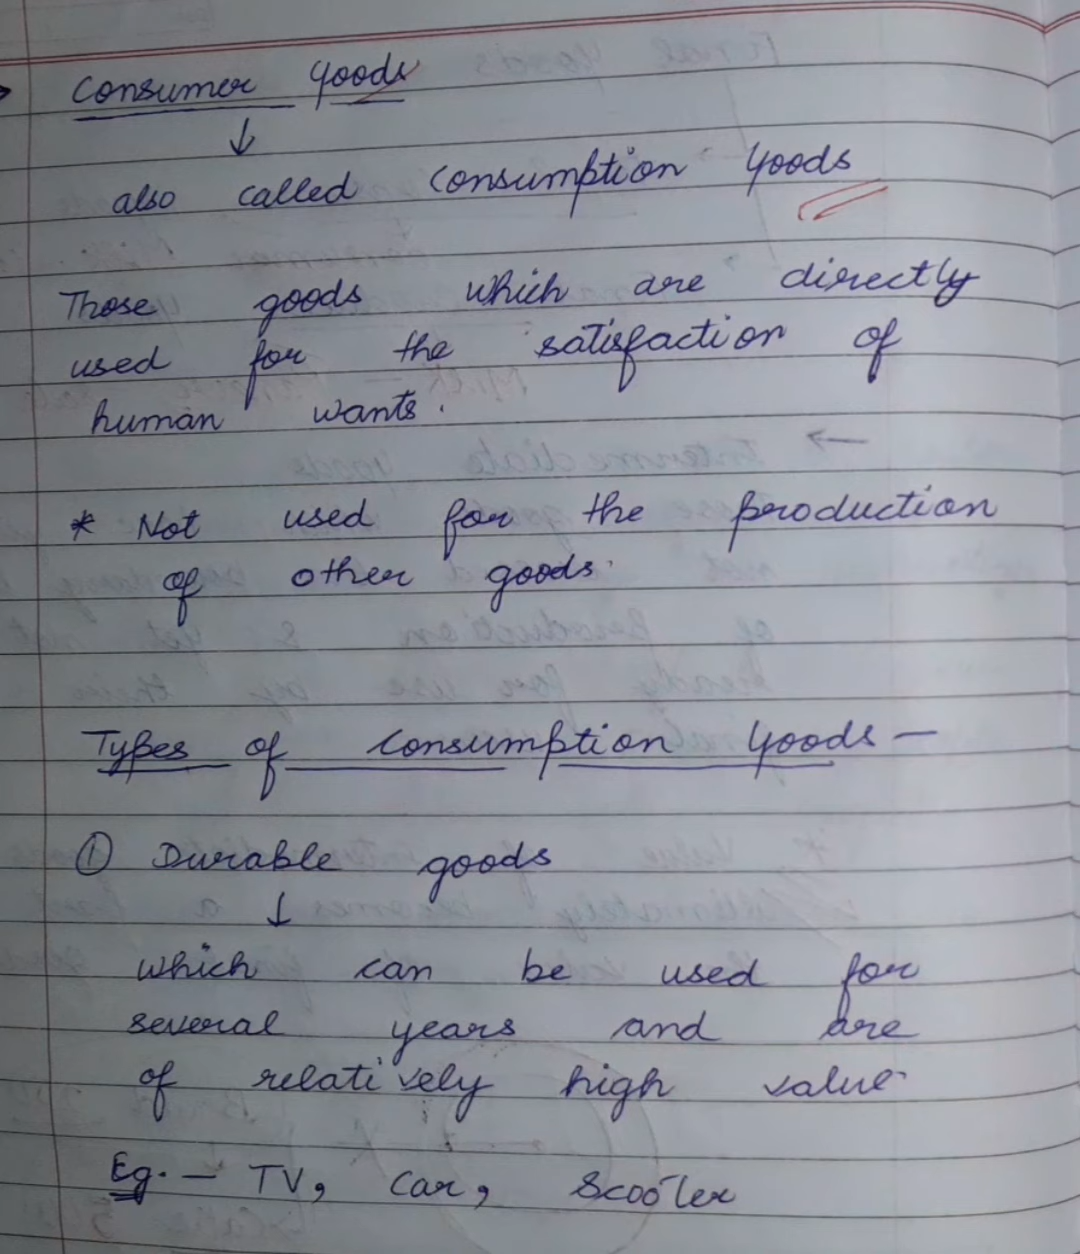 Consumer Goods
↓
also called Consumption Goods
Those goods which are directly
used for the satisfaction of
human wants.
* Not used for the production
of other goods.
Types of Consumption Goods —
① Durable goods
↓
which can be used for
several years and are
of relatively high value
Eg. — TV, Car, Scooter